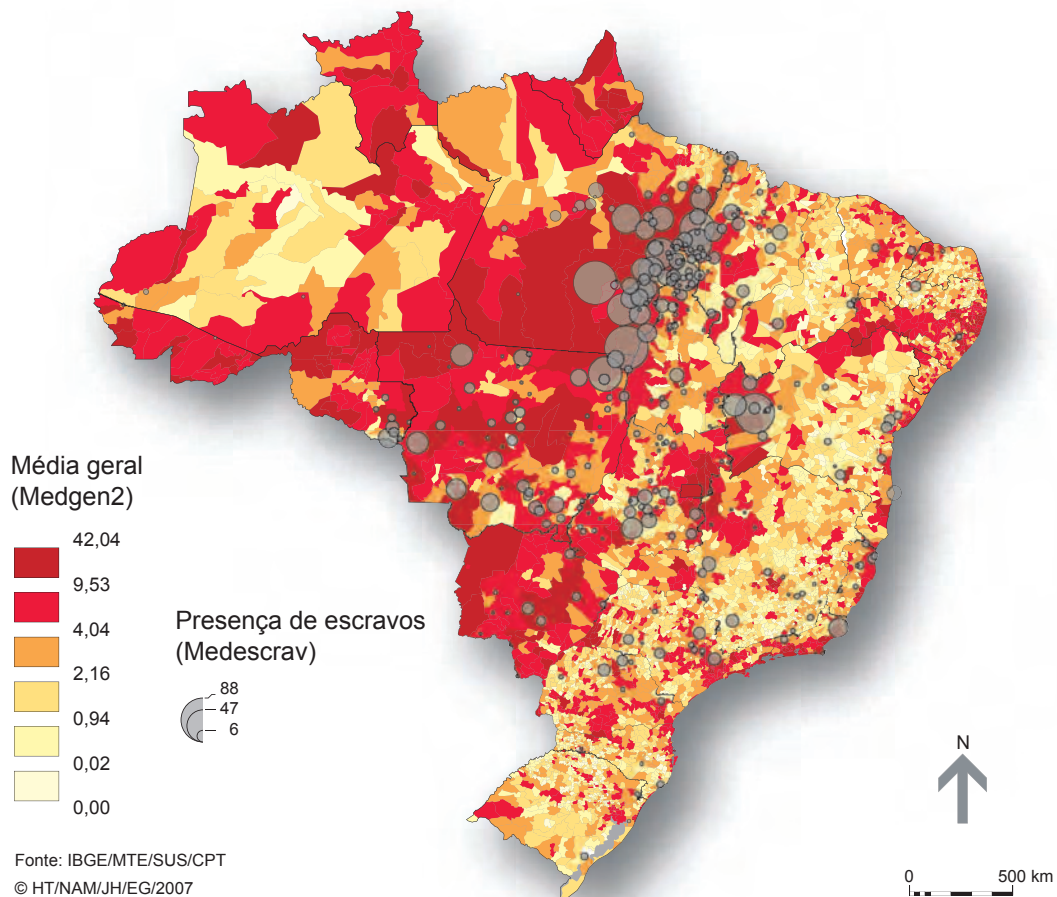 Média geral
(Medgen2)
42,04
9,53
4,04
2,16
0,94
0,02
0,00
Presença de escravos
(Medescrav)
88
47
6
Fonte: IBGE/MTE/SUS/CPT
© HT/NAM/JH/EG/2007
N
0 500 km